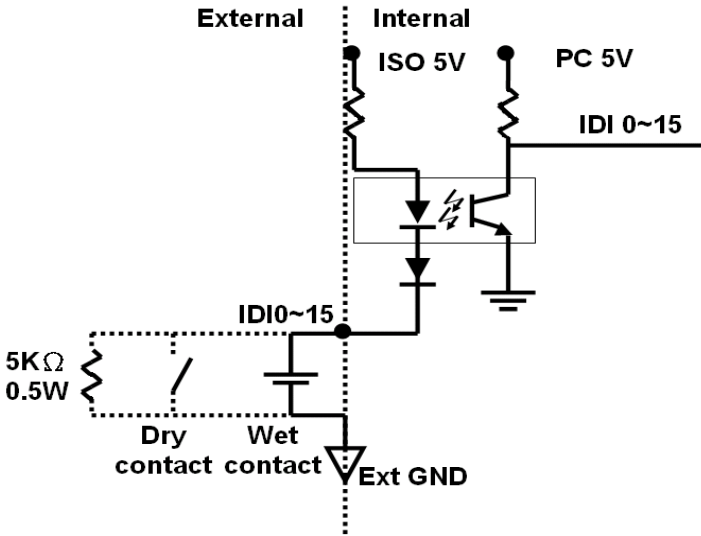 External
Internal
ISO 5V
PC 5V
IDI 0~15
IDI0~15
5KΩ
0.5W
Dry
contact
Wet
contact
Ext GND